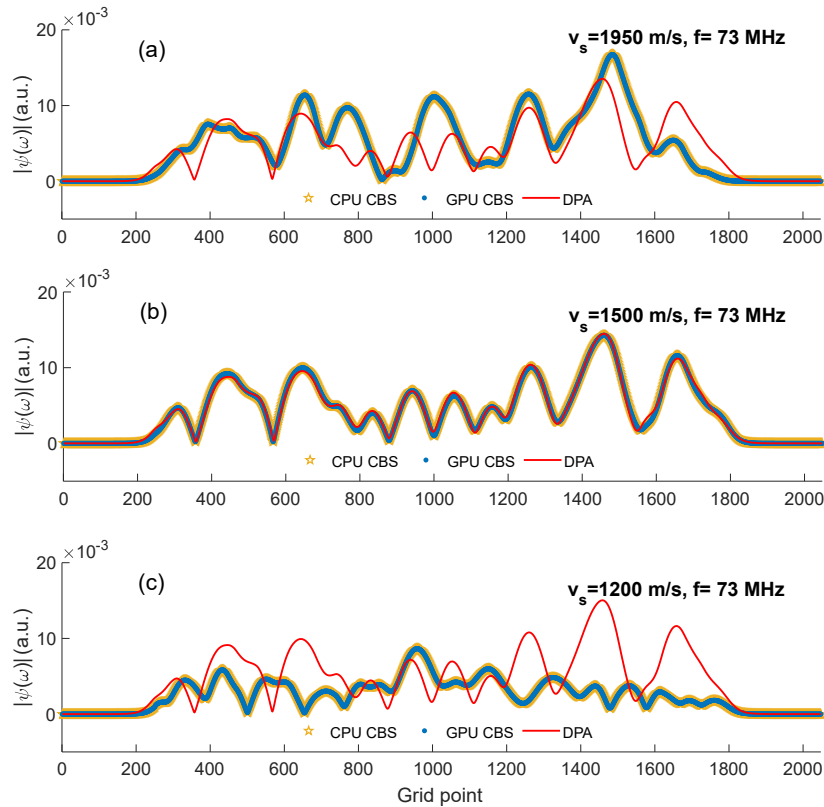 ×10⁻³
20
(a)
v_s=1950 m/s, f= 73 MHz
|ψ(ω)| (a.u.)
10
0
CPU CBS GPU CBS DPA
0 200 400 600 800 1000 1200 1400 1600 1800 2000
×10⁻³
20
(b)
v_s=1500 m/s, f= 73 MHz
|ψ(ω)| (a.u.)
10
0
CPU CBS GPU CBS DPA
0 200 400 600 800 1000 1200 1400 1600 1800 2000
×10⁻³
20
(c)
v_s=1200 m/s, f= 73 MHz
|ψ(ω)| (a.u.)
10
0
CPU CBS GPU CBS DPA
0 200 400 600 800 1000 1200 1400 1600 1800 2000
Grid point